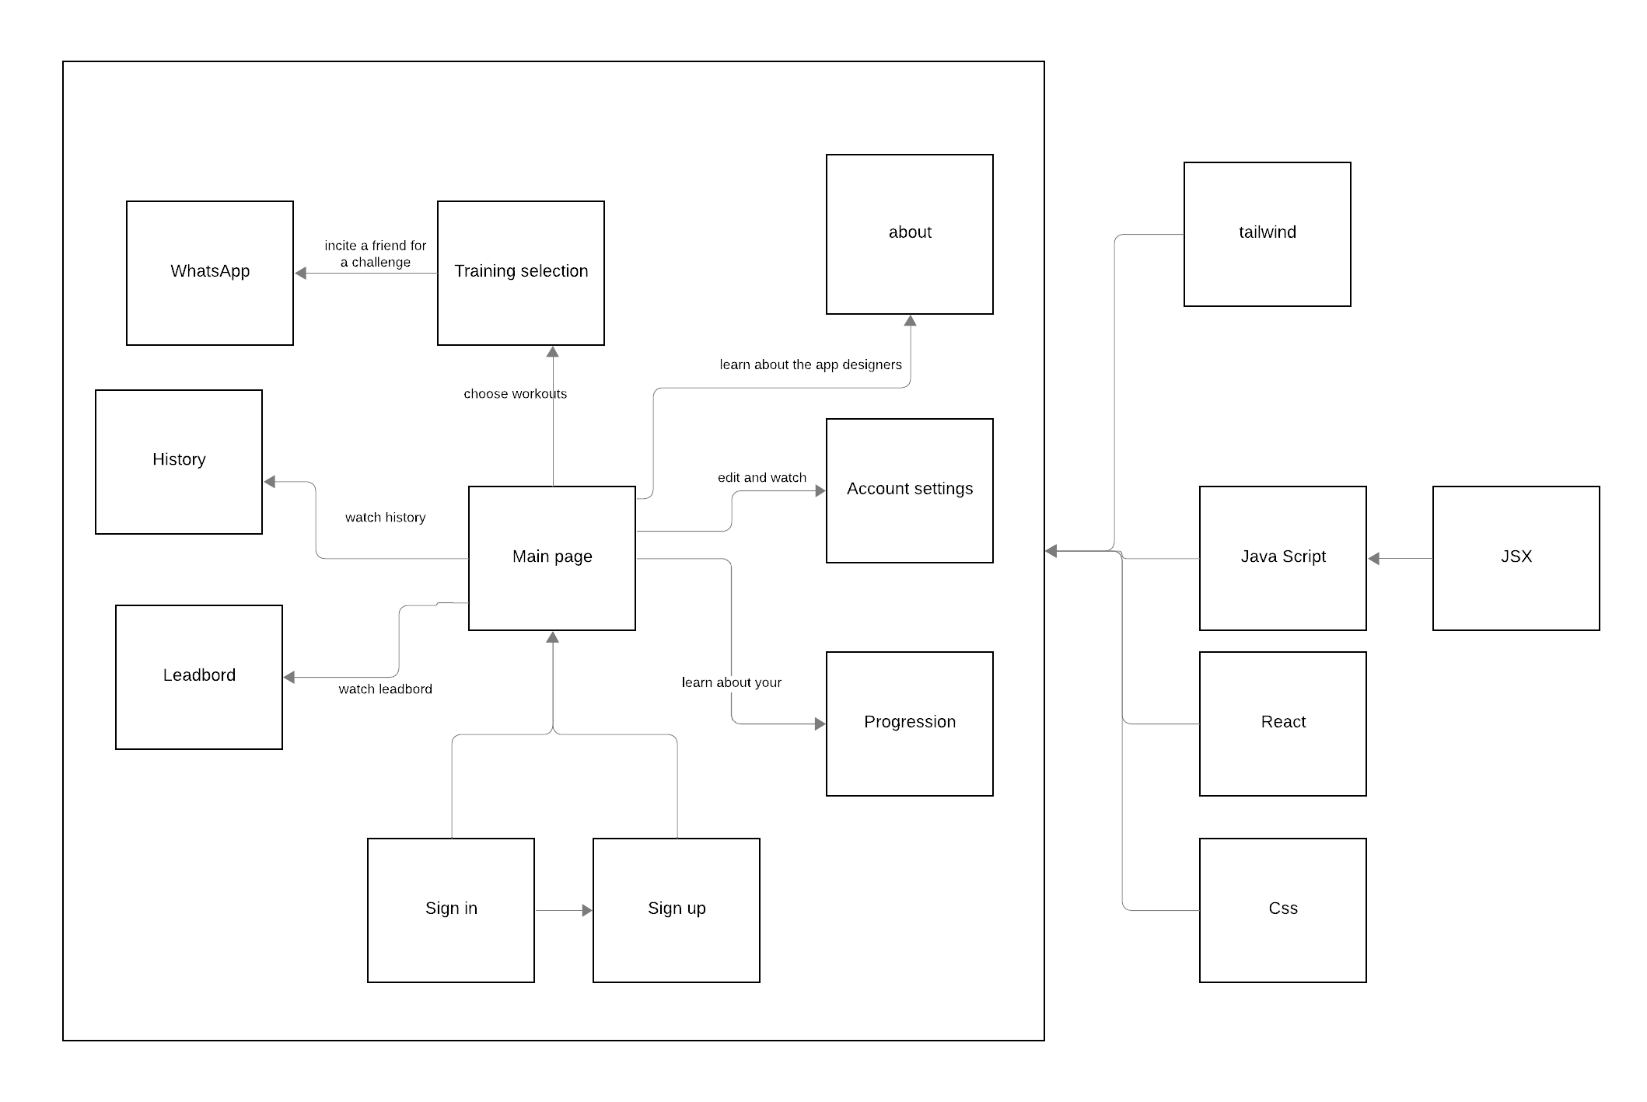 about
tailwind
incite a friend for
a challenge
WhatsApp
Training selection
learn about the app designers
choose workouts
History
edit and watch
Account settings
watch history
Main page
Java Script
JSX
Leadbord
learn about your
watch leadbord
Progression
React
Sign in
Sign up
Css